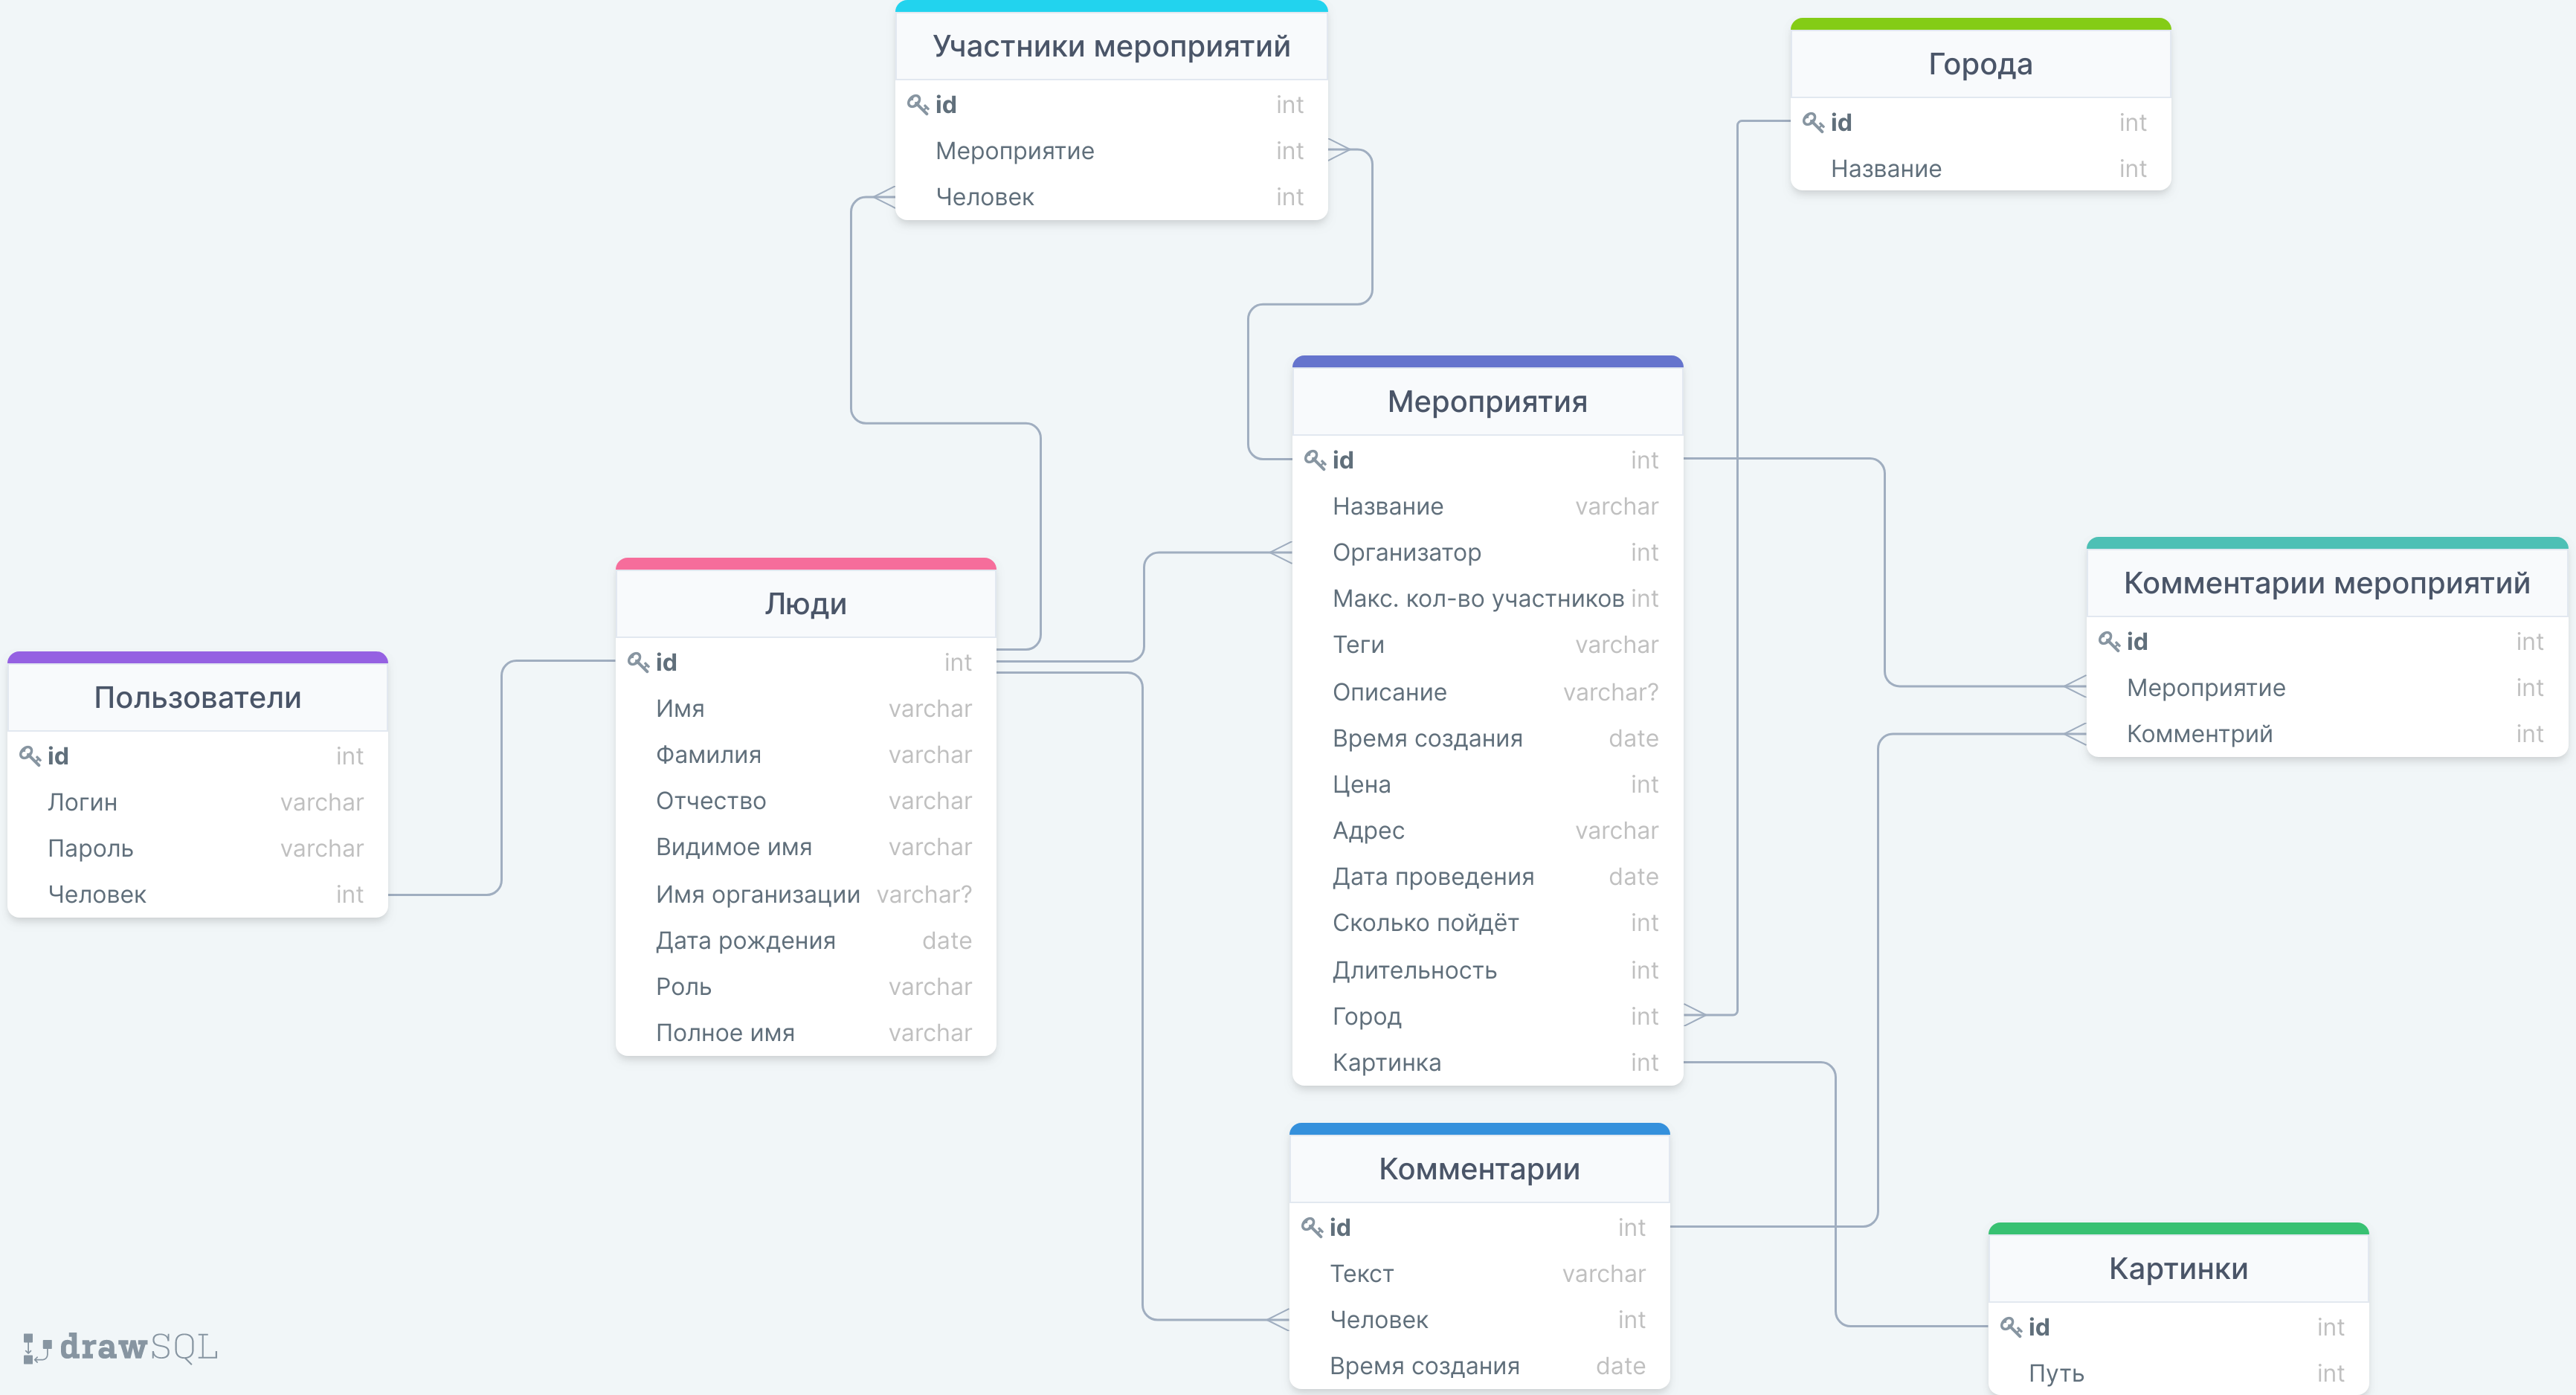 Участники мероприятий
id int
Мероприятие int
Человек int
Города
id int
Название int
Мероприятия
id int
Название varchar
Организатор int
Макс. кол-во участников int
Теги varchar
Описание varchar?
Время создания date
Цена int
Адрес varchar
Дата проведения date
Сколько пойдёт int
Длительность int
Город int
Картинка int
Комментарии мероприятий
id int
Мероприятие int
Комментрий int
Люди
id int
Имя varchar
Фамилия varchar
Отчество varchar
Видимое имя varchar
Имя организации varchar?
Дата рождения date
Роль varchar
Полное имя varchar
Пользователи
id int
Логин varchar
Пароль varchar
Человек int
Комментарии
id int
Текст varchar
Человек int
Время создания date
Картинки
id int
Путь int
drawSQL